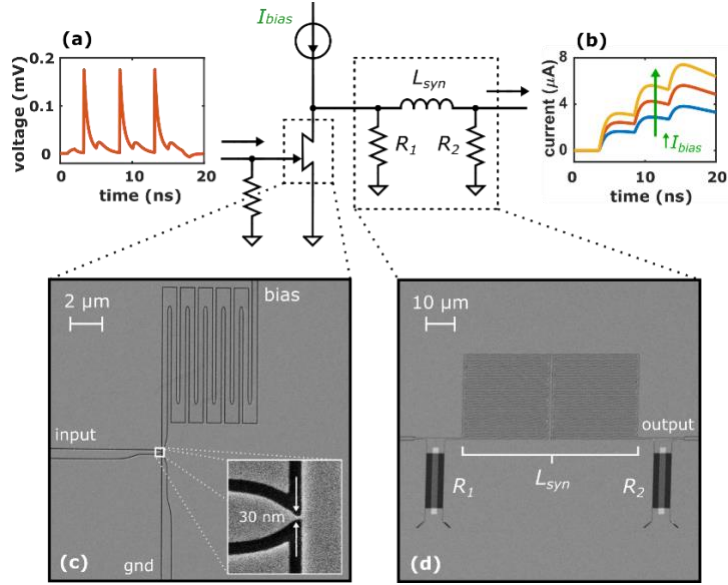 (a)
0.2
0.1
0
voltage (mV)
0
10
20
time (ns)
I_bias
L_syn
R_1
R_2
(b)
8
4
0
current (μA)
↑I_bias
0
10
20
time (ns)
2 μm
bias
input
30 nm
(c)
gnd
10 μm
output
R_1
L_syn
R_2
(d)